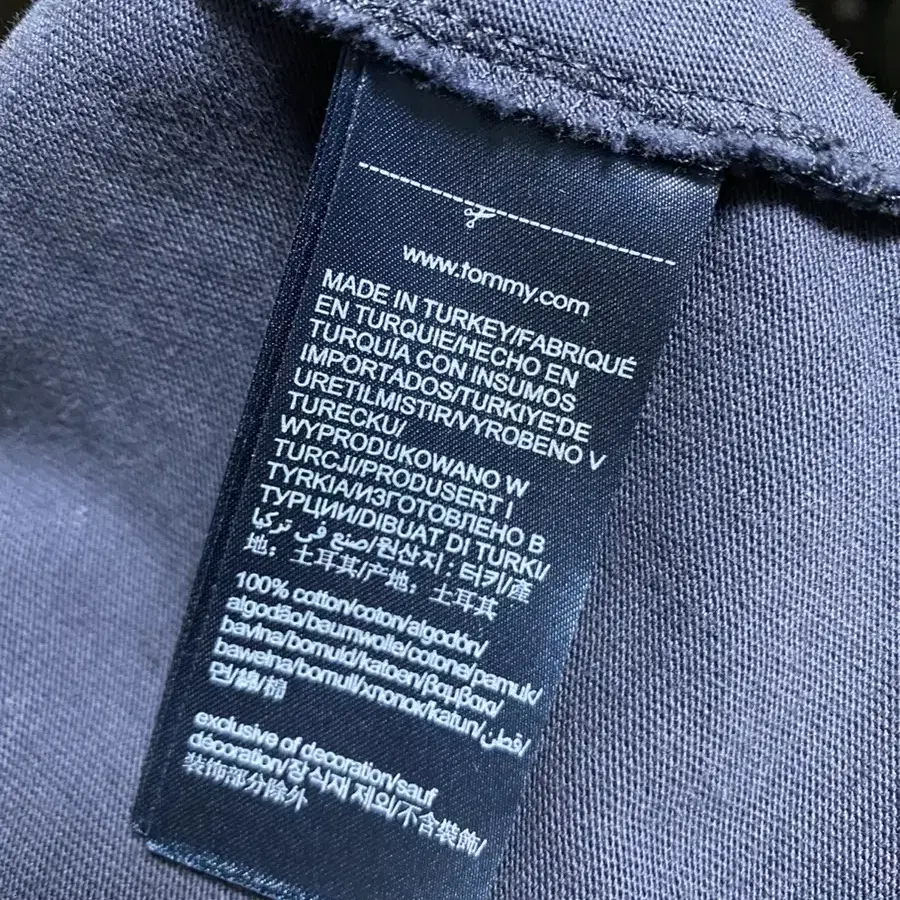 www.tommy.com
MADE IN TURKEY/FABRIQUÉ
EN TURQUIE/HECHO EN
TURQUÍA CON INSUMOS
IMPORTADOS/TURKIYE'DE
URETILMISTIR/VYROBENO V
TURECKU/
WYPRODUKOWANO W
TURCJI/PRODUSERT I
TYRKIA/ИЗГОТОВЛЕНО В
ТУРЦИИ/DIBUAT DI TURKI/
صنع في تركيا/원산지 : 터키/產
地：土耳其/产地：土耳其
100% cotton/coton/algodón/
algodão/baumwolle/cotone/pamuk/
bavlna/bomuld/katoen/βαμβακι/
bawełna/bomull/хлопок/katun/قطن/
면/綿/棉
exclusive of decoration/sauf
décoration/장식재 제외/不含裝飾/
装饰部分除外